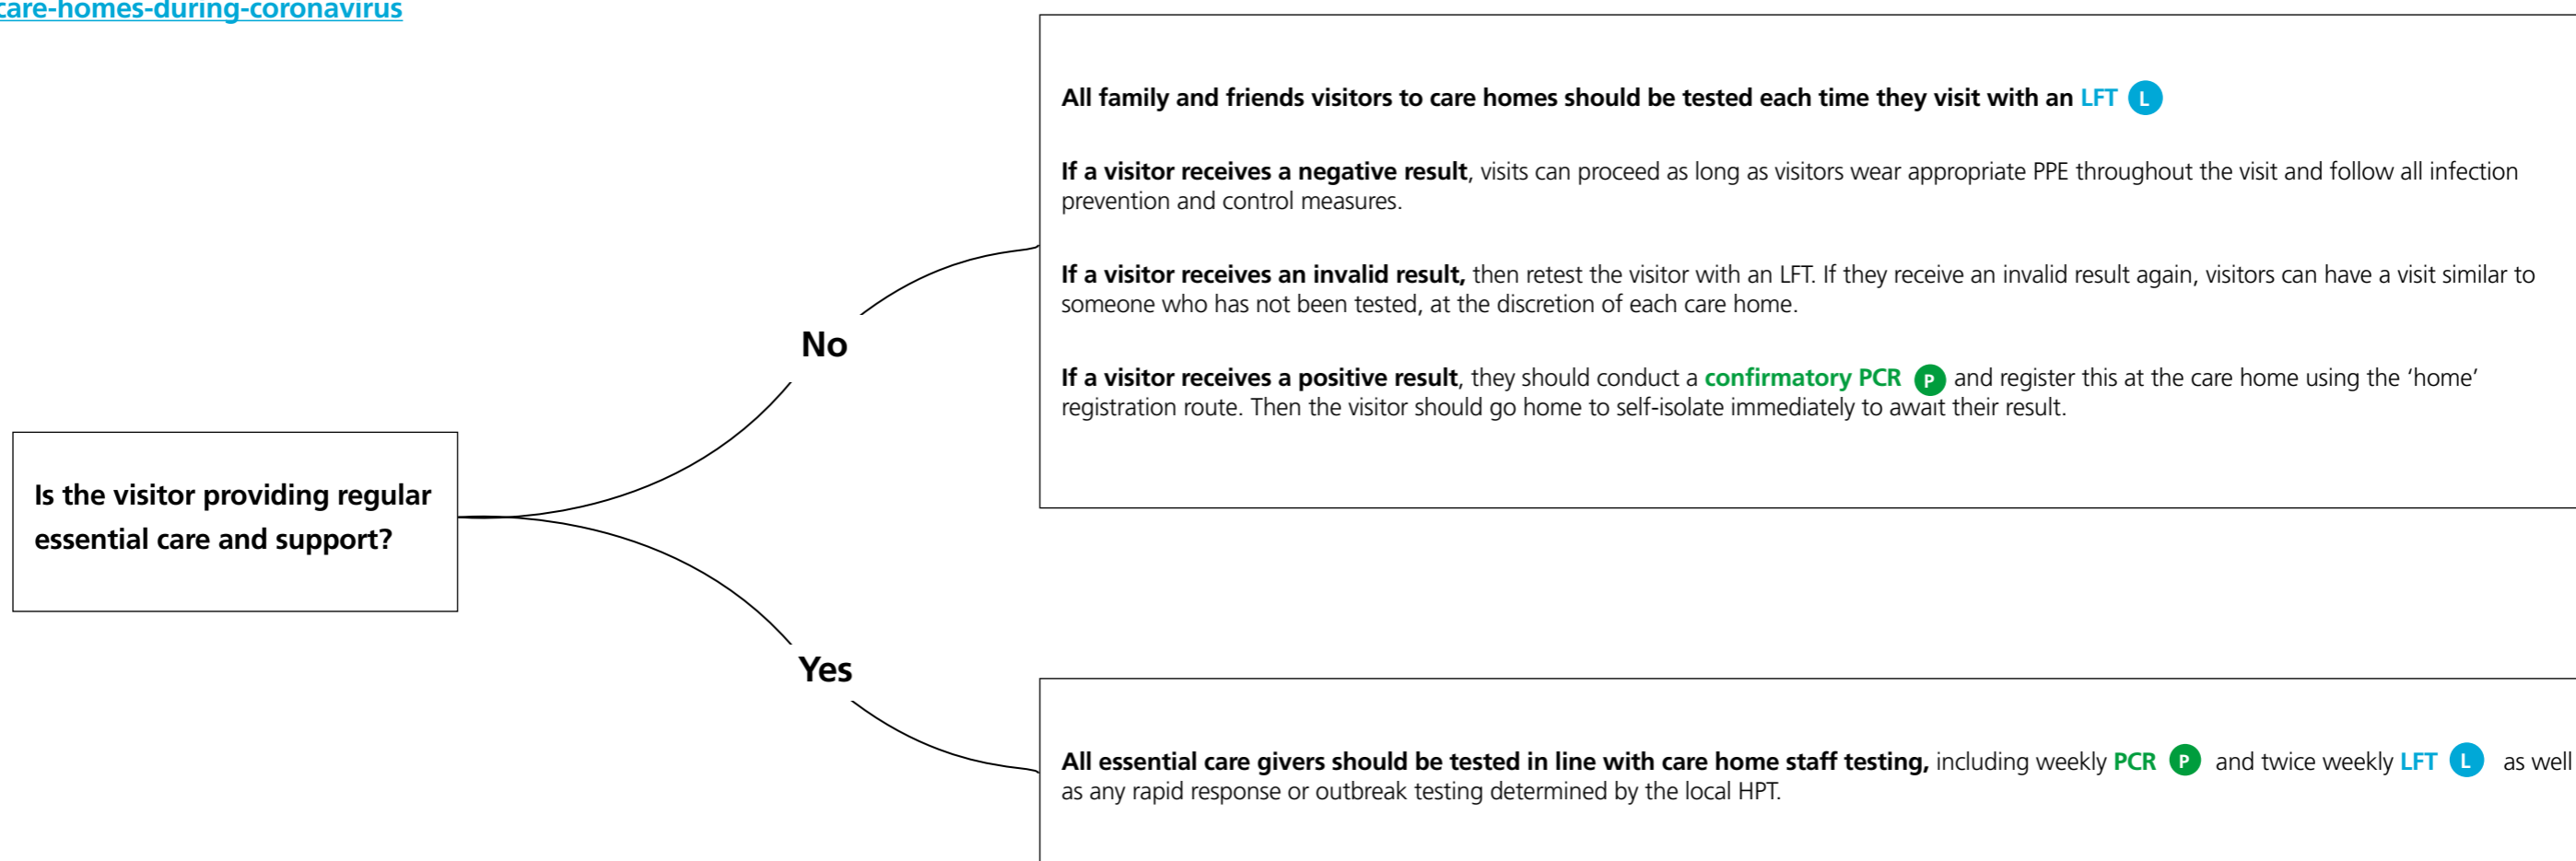 care-homes-during-coronavirus
All family and friends visitors to care homes should be tested each time they visit with an LFT L
If a visitor receives a negative result, visits can proceed as long as visitors wear appropriate PPE throughout the visit and follow all infection
prevention and control measures.
If a visitor receives an invalid result, then retest the visitor with an LFT. If they receive an invalid result again, visitors can have a visit similar to
someone who has not been tested, at the discretion of each care home.
If a visitor receives a positive result, they should conduct a confirmatory PCR P and register this at the care home using the ‘home’
registration route. Then the visitor should go home to self-isolate immediately to await their result.
No
Is the visitor providing regular
essential care and support?
Yes
All essential care givers should be tested in line with care home staff testing, including weekly PCR P and twice weekly LFT L as well
as any rapid response or outbreak testing determined by the local HPT.